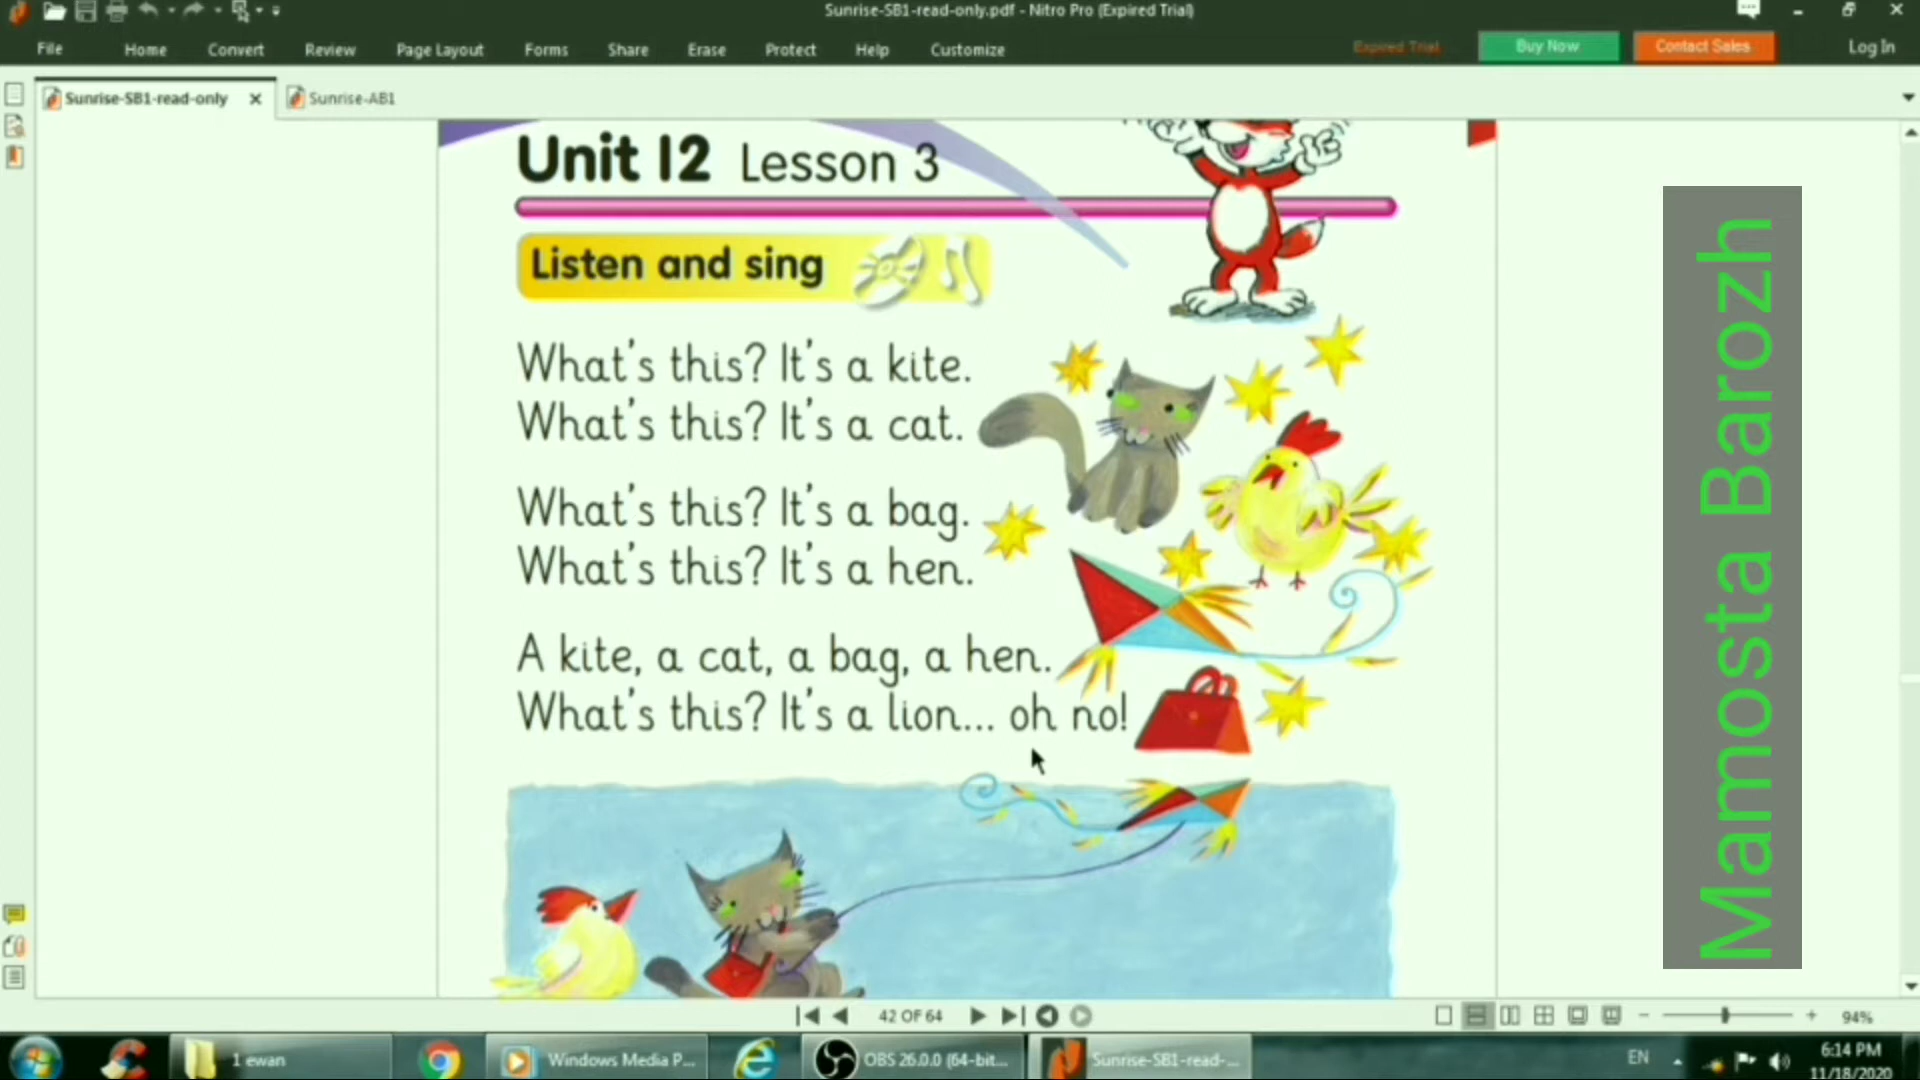 Sunrise-SB1-read-only.pdf - Nitro Pro (Expired Trial)
File Home Convert Review Page Layout Forms Share Erase Protect Help Customize Expired Trial Buy Now Contact Sales Log In
Sunrise-SB1-read-only Sunrise-AB1
Unit 12 Lesson 3
Listen and sing
What's this? It's a kite.
What's this? It's a cat.
What's this? It's a bag.
What's this? It's a hen.
A kite, a cat, a bag, a hen.
What's this? It's a lion... oh no!
Mamosta Barozh
42 OF 64
94%
1 ewan
Windows Media P...
OBS 26.0.0 (64-bit...
Sunrise-SB1-read-...
EN
6:14 PM
11/18/2020